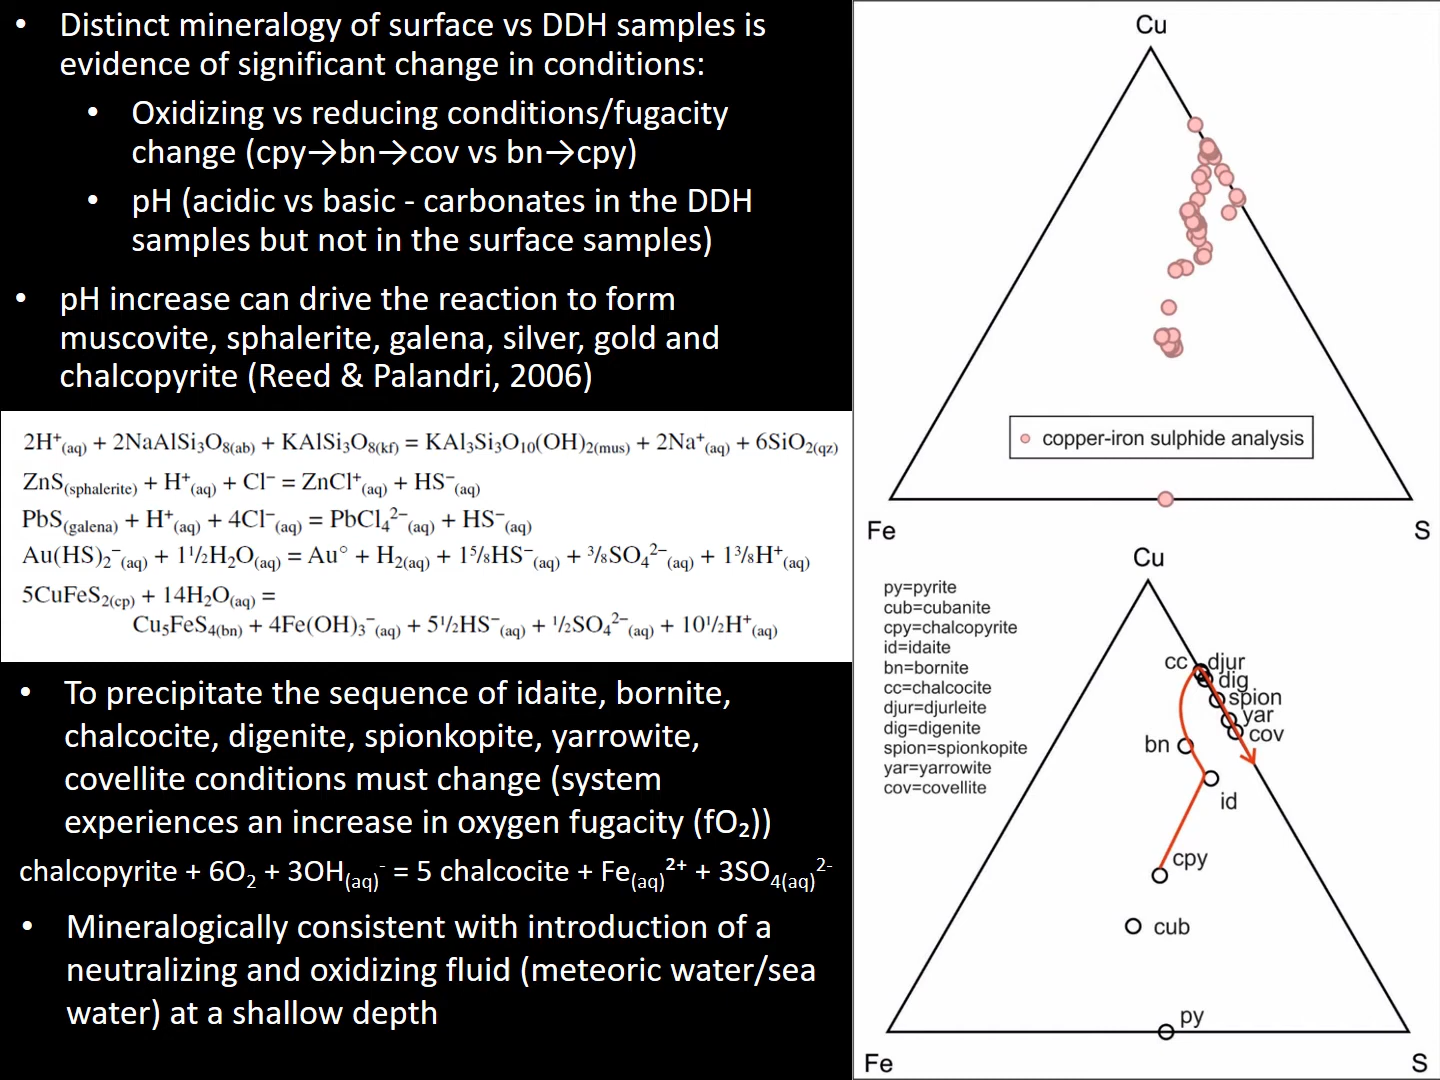 • Distinct mineralogy of surface vs DDH samples is
evidence of significant change in conditions:
• Oxidizing vs reducing conditions/fugacity
change (cpy→bn→cov vs bn→cpy)
• pH (acidic vs basic - carbonates in the DDH
samples but not in the surface samples)
• pH increase can drive the reaction to form
muscovite, sphalerite, galena, silver, gold and
chalcopyrite (Reed & Palandri, 2006)
2H⁺(aq) + 2NaAlSi₃O₈(ab) + KAlSi₃O₈(kf) = KAl₃Si₃O₁₀(OH)₂(mus) + 2Na⁺(aq) + 6SiO₂(qz)
ZnS(sphalerite) + H⁺(aq) + Cl⁻ = ZnCl⁺(aq) + HS⁻(aq)
PbS(galena) + H⁺(aq) + 4Cl⁻(aq) = PbCl₄²⁻(aq) + HS⁻(aq)
Au(HS)₂⁻(aq) + 1¹/₂H₂O(aq) = Au° + H₂(aq) + 1⁵/₈HS⁻(aq) + ³/₈SO₄²⁻(aq) + 1³/₈H⁺(aq)
5CuFeS₂(cp) + 14H₂O(aq) =
Cu₅FeS₄(bn) + 4Fe(OH)₃⁻(aq) + 5¹/₂HS⁻(aq) + ¹/₂SO₄²⁻(aq) + 10¹/₂H⁺(aq)
• To precipitate the sequence of idaite, bornite,
chalcocite, digenite, spionkopite, yarrowite,
covellite conditions must change (system
experiences an increase in oxygen fugacity (fO₂))
chalcopyrite + 6O₂ + 3OH(aq)⁻ = 5 chalcocite + Fe(aq)²⁺ + 3SO₄(aq)²⁻
• Mineralogically consistent with introduction of a
neutralizing and oxidizing fluid (meteoric water/sea
water) at a shallow depth
Cu
copper-iron sulphide analysis
Fe
S
Cu
py=pyrite
cub=cubanite
cpy=chalcopyrite
id=idaite
bn=bornite
cc=chalcocite
djur=djurleite
dig=digenite
spion=spionkopite
yar=yarrowite
cov=covellite
cc
djur
dig
spion
yar
cov
bn
id
cpy
cub
py
Fe
S